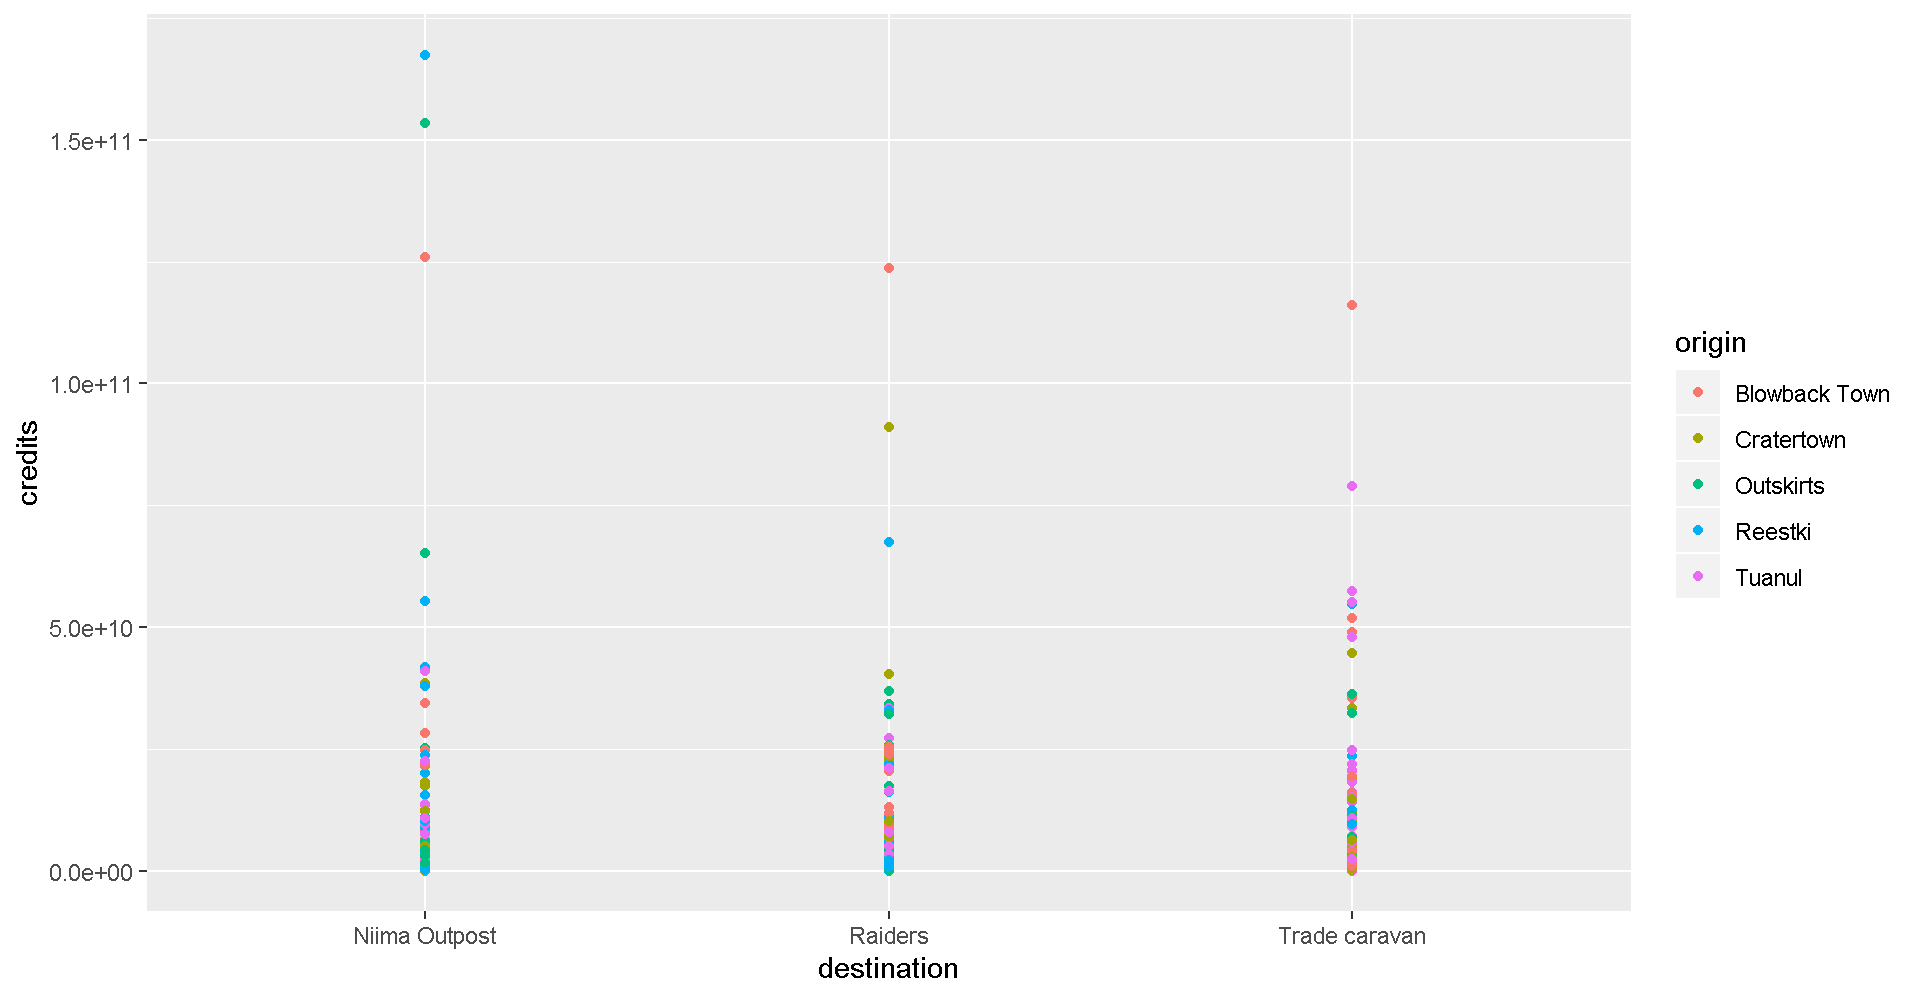 1.5e+11
1.0e+11
5.0e+10
0.0e+00
credits
Niima Outpost
Raiders
Trade caravan
destination
origin
Blowback Town
Cratertown
Outskirts
Reestki
Tuanul